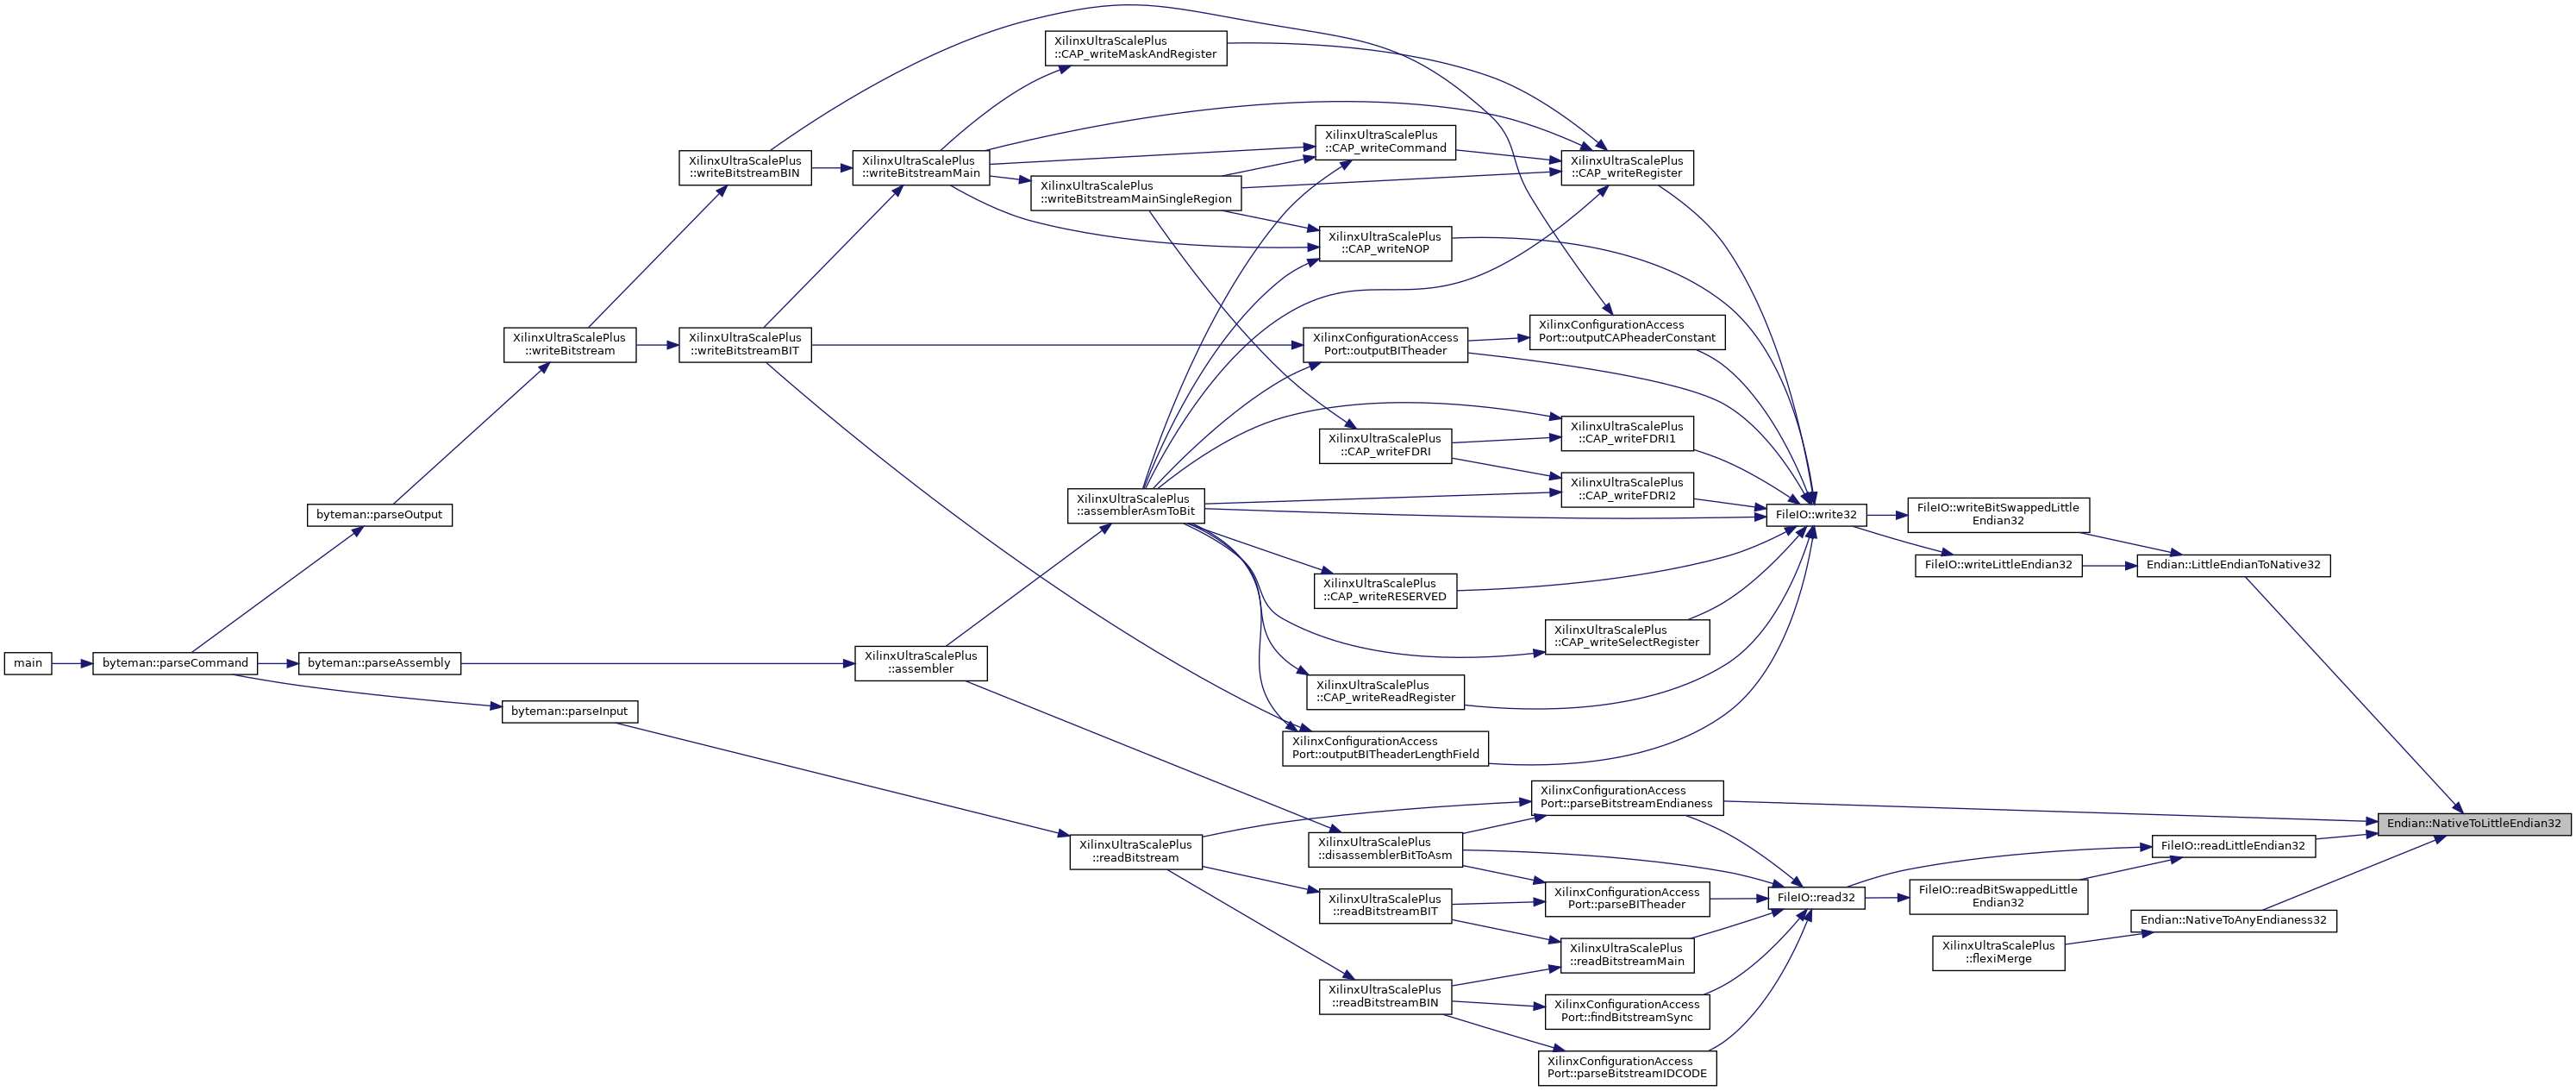 XilinxUltraScalePlus
::CAP_writeMaskAndRegister
XilinxUltraScalePlus
::CAP_writeCommand
XilinxUltraScalePlus
::writeBitstreamBIN
XilinxUltraScalePlus
::writeBitstreamMain
XilinxUltraScalePlus
::CAP_writeRegister
XilinxUltraScalePlus
::writeBitstreamMainSingleRegion
XilinxUltraScalePlus
::CAP_writeNOP
XilinxUltraScalePlus
::writeBitstream
XilinxUltraScalePlus
::writeBitstreamBIT
XilinxConfigurationAccess
Port::outputBITheader
XilinxConfigurationAccess
Port::outputCAPheaderConstant
XilinxUltraScalePlus
::CAP_writeFDRI1
XilinxUltraScalePlus
::CAP_writeFDRI
XilinxUltraScalePlus
::CAP_writeFDRI2
XilinxUltraScalePlus
::assemblerAsmToBit
byteman::parseOutput
FileIO::write32
FileIO::writeBitSwappedLittle
Endian32
FileIO::writeLittleEndian32
Endian::LittleEndianToNative32
XilinxUltraScalePlus
::CAP_writeRESERVED
XilinxUltraScalePlus
::CAP_writeSelectRegister
main
byteman::parseCommand
byteman::parseAssembly
XilinxUltraScalePlus
::assembler
XilinxUltraScalePlus
::CAP_writeReadRegister
byteman::parseInput
XilinxConfigurationAccess
Port::outputBITheaderLengthField
XilinxConfigurationAccess
Port::parseBitstreamEndianess
Endian::NativeToLittleEndian32
XilinxUltraScalePlus
::readBitstream
XilinxUltraScalePlus
::disassemblerBitToAsm
FileIO::readLittleEndian32
XilinxUltraScalePlus
::readBitstreamBIT
XilinxConfigurationAccess
Port::parseBITheader
FileIO::read32
FileIO::readBitSwappedLittle
Endian32
Endian::NativeToAnyEndianess32
XilinxUltraScalePlus
::readBitstreamMain
XilinxUltraScalePlus
::flexiMerge
XilinxUltraScalePlus
::readBitstreamBIN
XilinxConfigurationAccess
Port::findBitstreamSync
XilinxConfigurationAccess
Port::parseBitstreamIDCODE